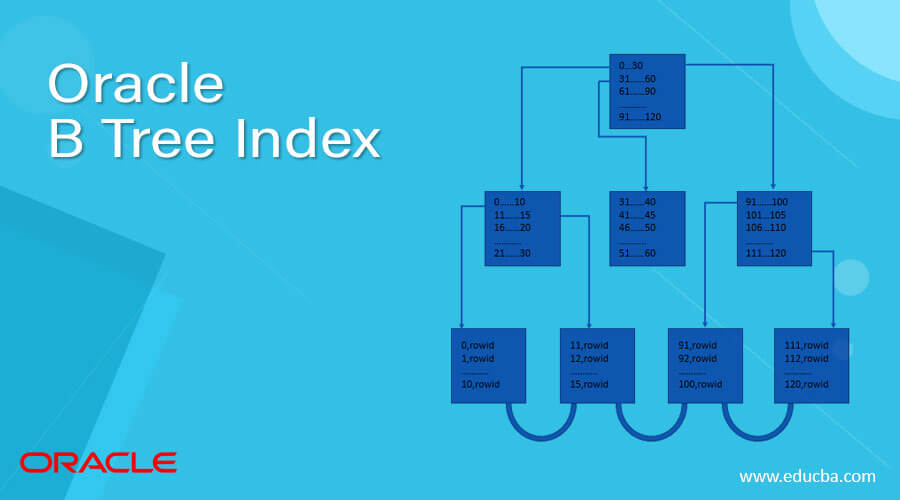 Oracle
B Tree Index
0...30
31......60
61......90
............
91......120
0......10
11......15
16......20
............
21......30
31......40
41......45
46......50
............
51......60
91......100
101...105
106...110
............
111...120
0,rowid
1,rowid
............
10,rowid
11,rowid
12,rowid
............
15,rowid
91,rowid
92,rowid
............
100,rowid
111,rowid
112,rowid
............
120,rowid
ORACLE
www.educba.com